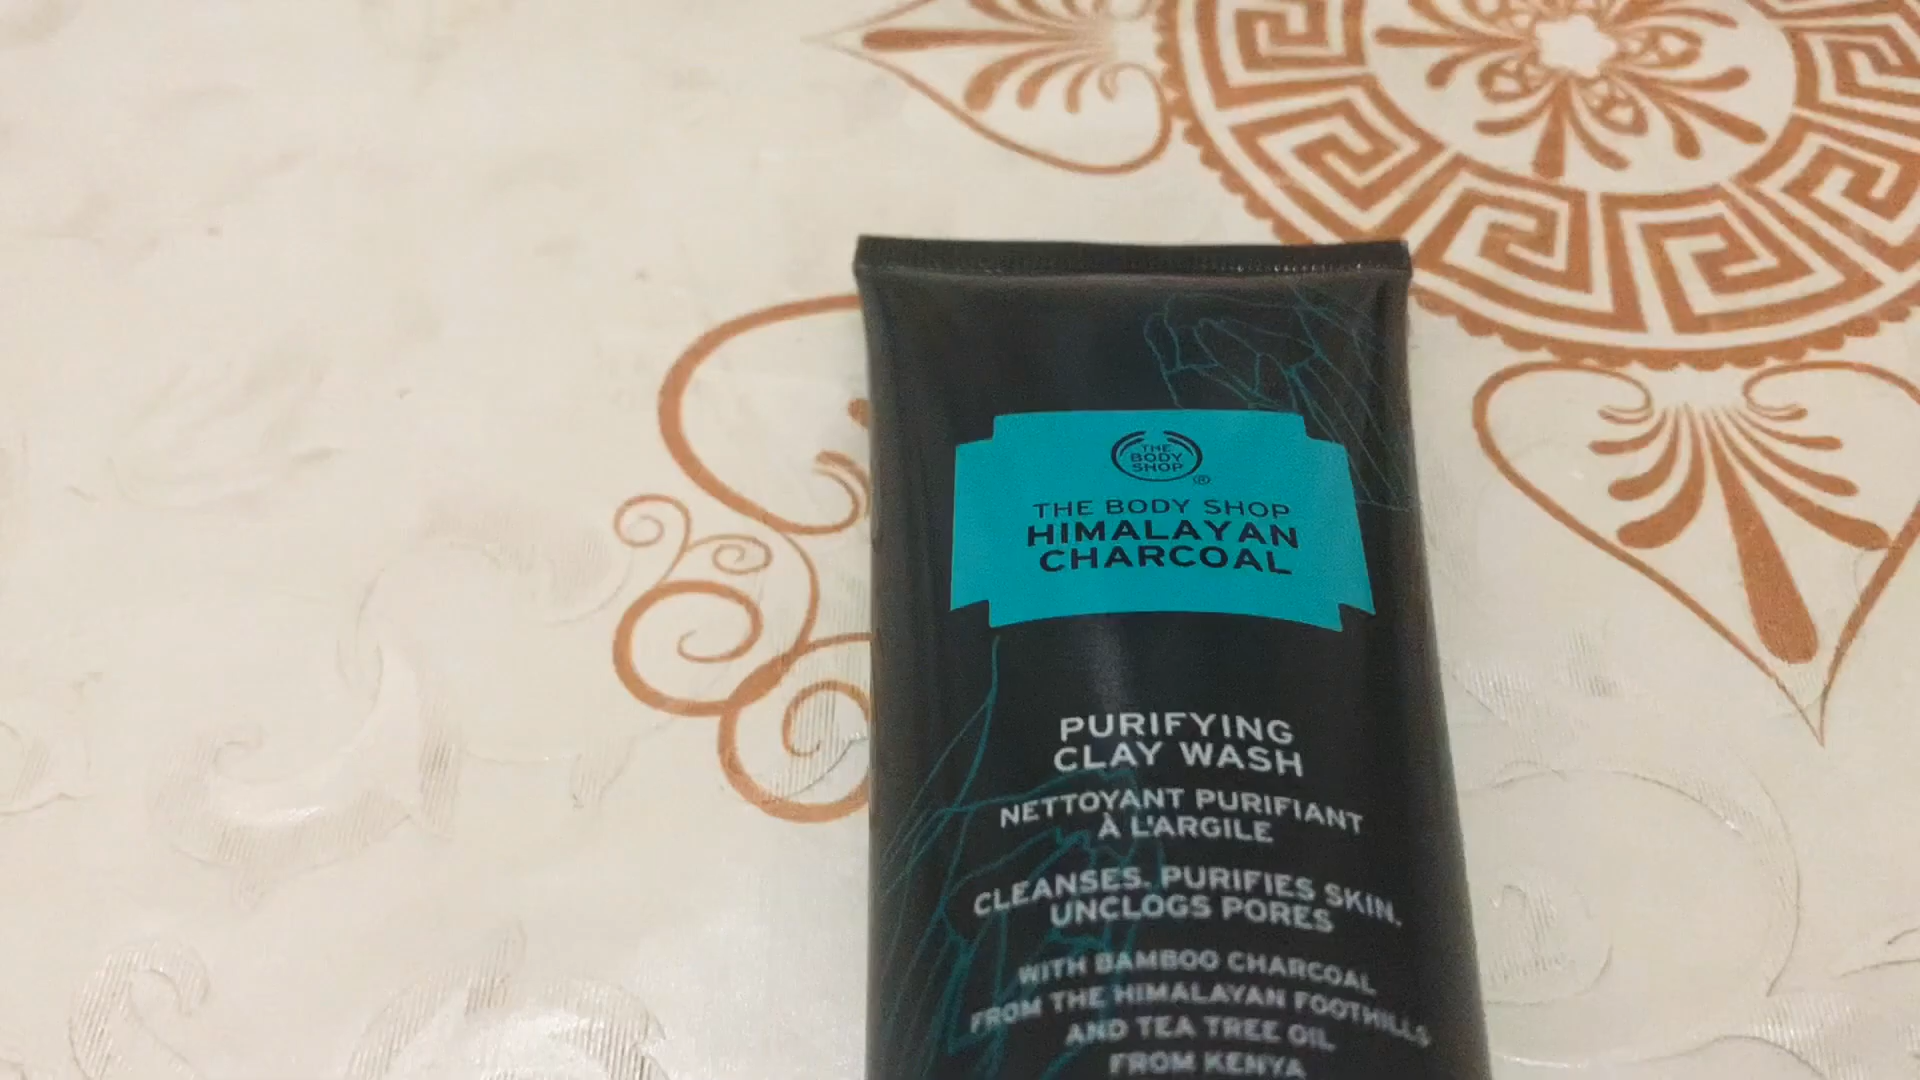 THE
BODY
SHOP
®
THE BODY SHOP
HIMALAYAN
CHARCOAL
PURIFYING
CLAY WASH
NETTOYANT PURIFIANT
À L'ARGILE
CLEANSES. PURIFIES SKIN.
UNCLOGS PORES
WITH BAMBOO CHARCOAL
FROM THE HIMALAYAN FOOTHILLS
AND TEA TREE OIL
FROM KENYA